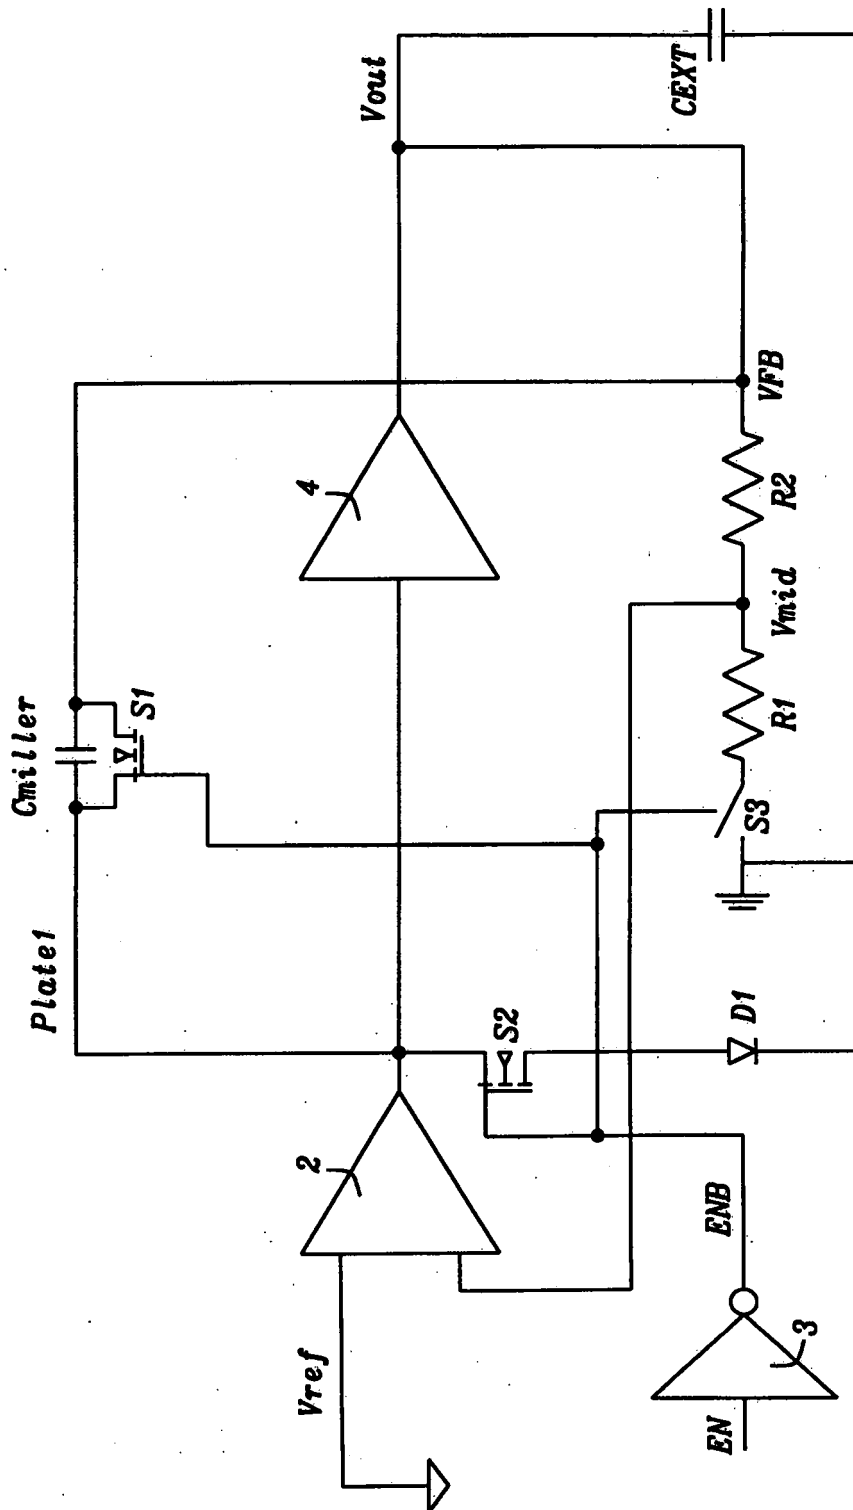 Vout
CEXT
VFB
4
R2
Vmid
Cmiller
S1
R1
S3
Plate1
S2
D1
2
ENB
Vref
3
EN